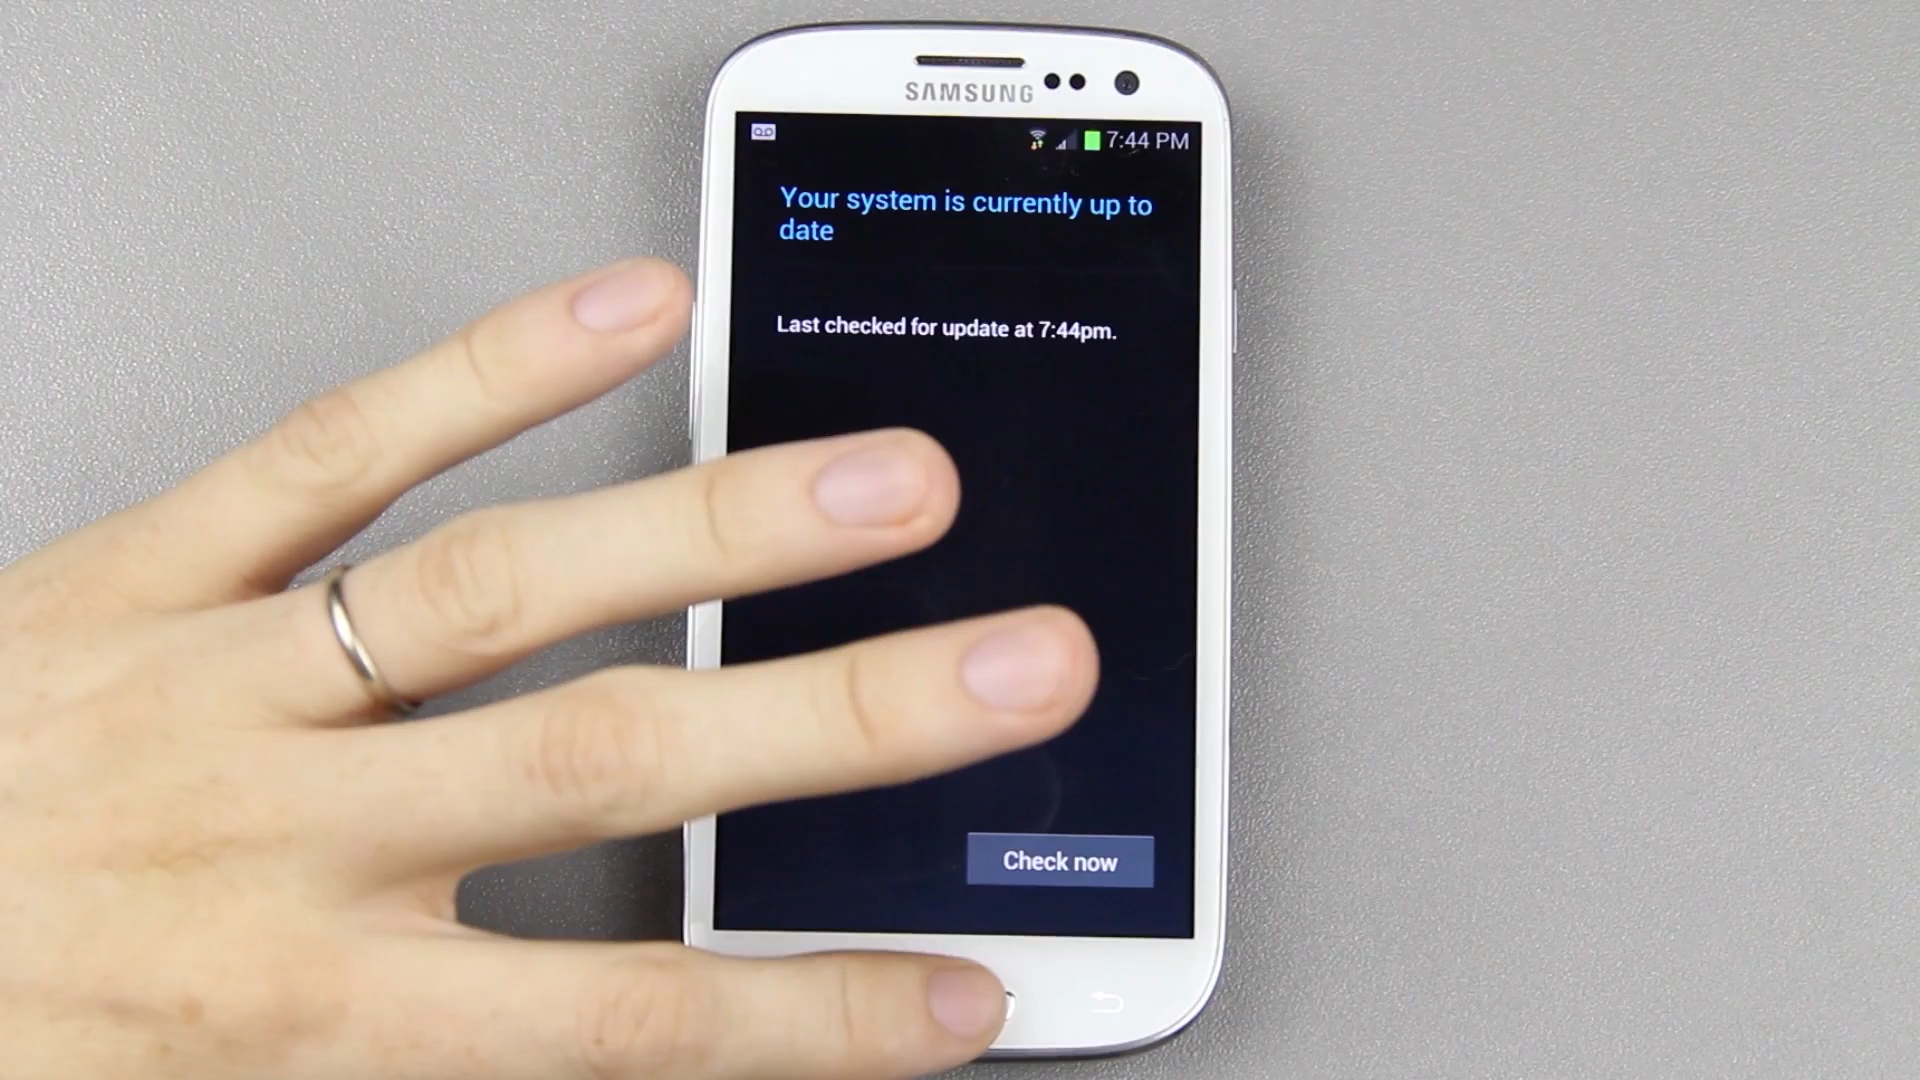 SAMSUNG
7:44 PM
Your system is currently up to
date
Last checked for update at 7:44pm.
Check now